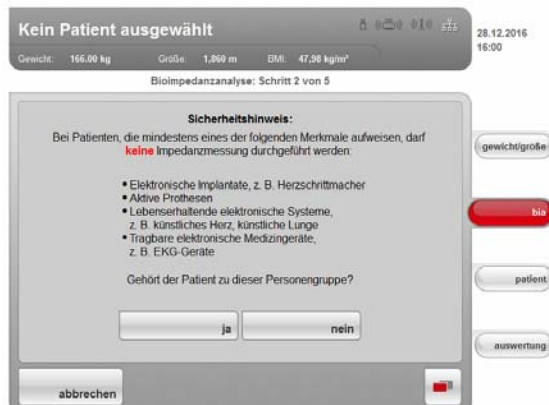 Kein Patient ausgewählt
28.12.2016
16:00
Gewicht: 166.00 kg Größe: 1,860 m BMI: 47,98 kg/m²
Bioimpedanzanalyse: Schritt 2 von 5
Sicherheitshinweis:
Bei Patienten, die mindestens eines der folgenden Merkmale aufweisen, darf
keine Impedanzmessung durchgeführt werden:
• Elektronische Implantate, z. B. Herzschrittmacher
• Aktive Prothesen
• Lebenserhaltende elektronische Systeme,
z. B. künstliches Herz, künstliche Lunge
• Tragbare elektronische Medizingeräte,
z. B. EKG-Geräte
Gehört der Patient zu dieser Personengruppe?
ja
nein
abbrechen
gewicht/größe
bia
patient
auswertung